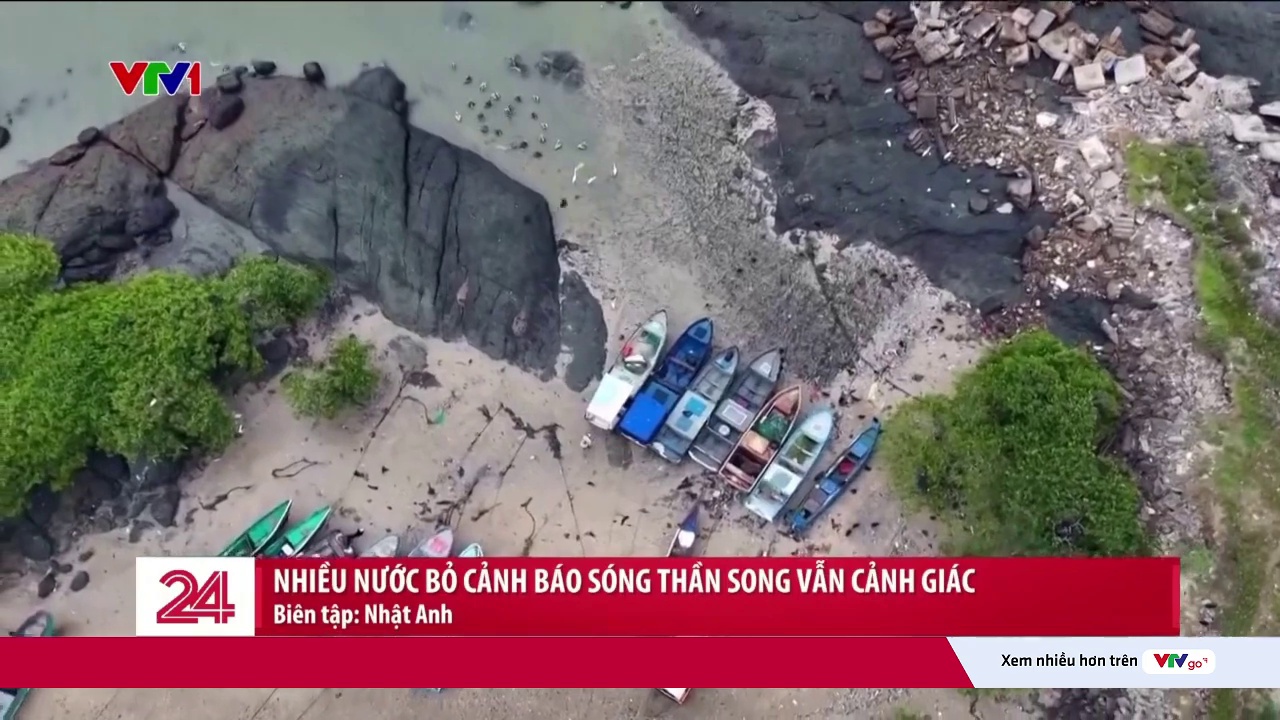 VTV1
24
NHIỀU NƯỚC BỎ CẢNH BÁO SÓNG THẦN SONG VẪN CẢNH GIÁC
Biên tập: Nhật Anh
Xem nhiều hơn trên VTVgo